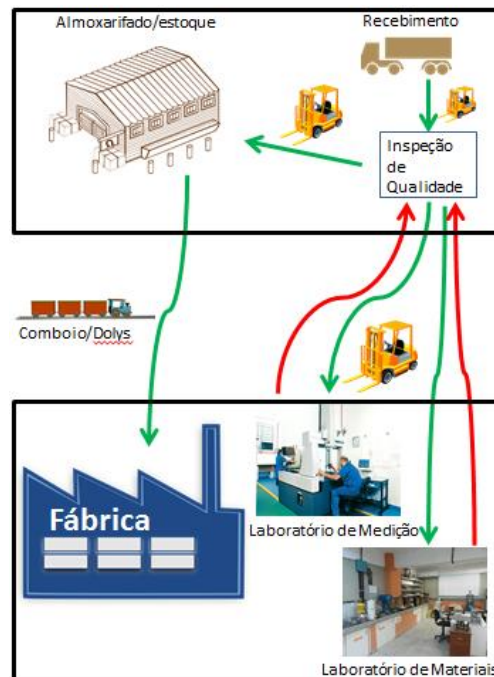 Almoxarifado/estoque
Recebimento
Inspeção
de
Qualidade
Comboio/Dolys
Fábrica
Laboratório de Medição
Laboratório de Materiais